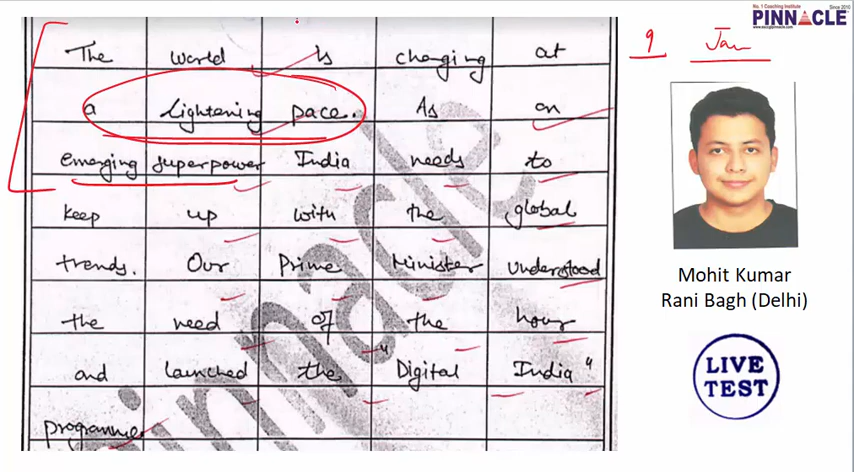 No. 1 Coaching Institute
Since 2010
PINNACLE
9 Jan
The world is changing at
a Lightening pace. As an
emerging superpower India needs to
keep up with the global
trends. Our Prime Minister understood
the need of the hour
and launched the "Digital India"
programme.
Mohit Kumar
Rani Bagh (Delhi)
LIVE
TEST
Pinnacle